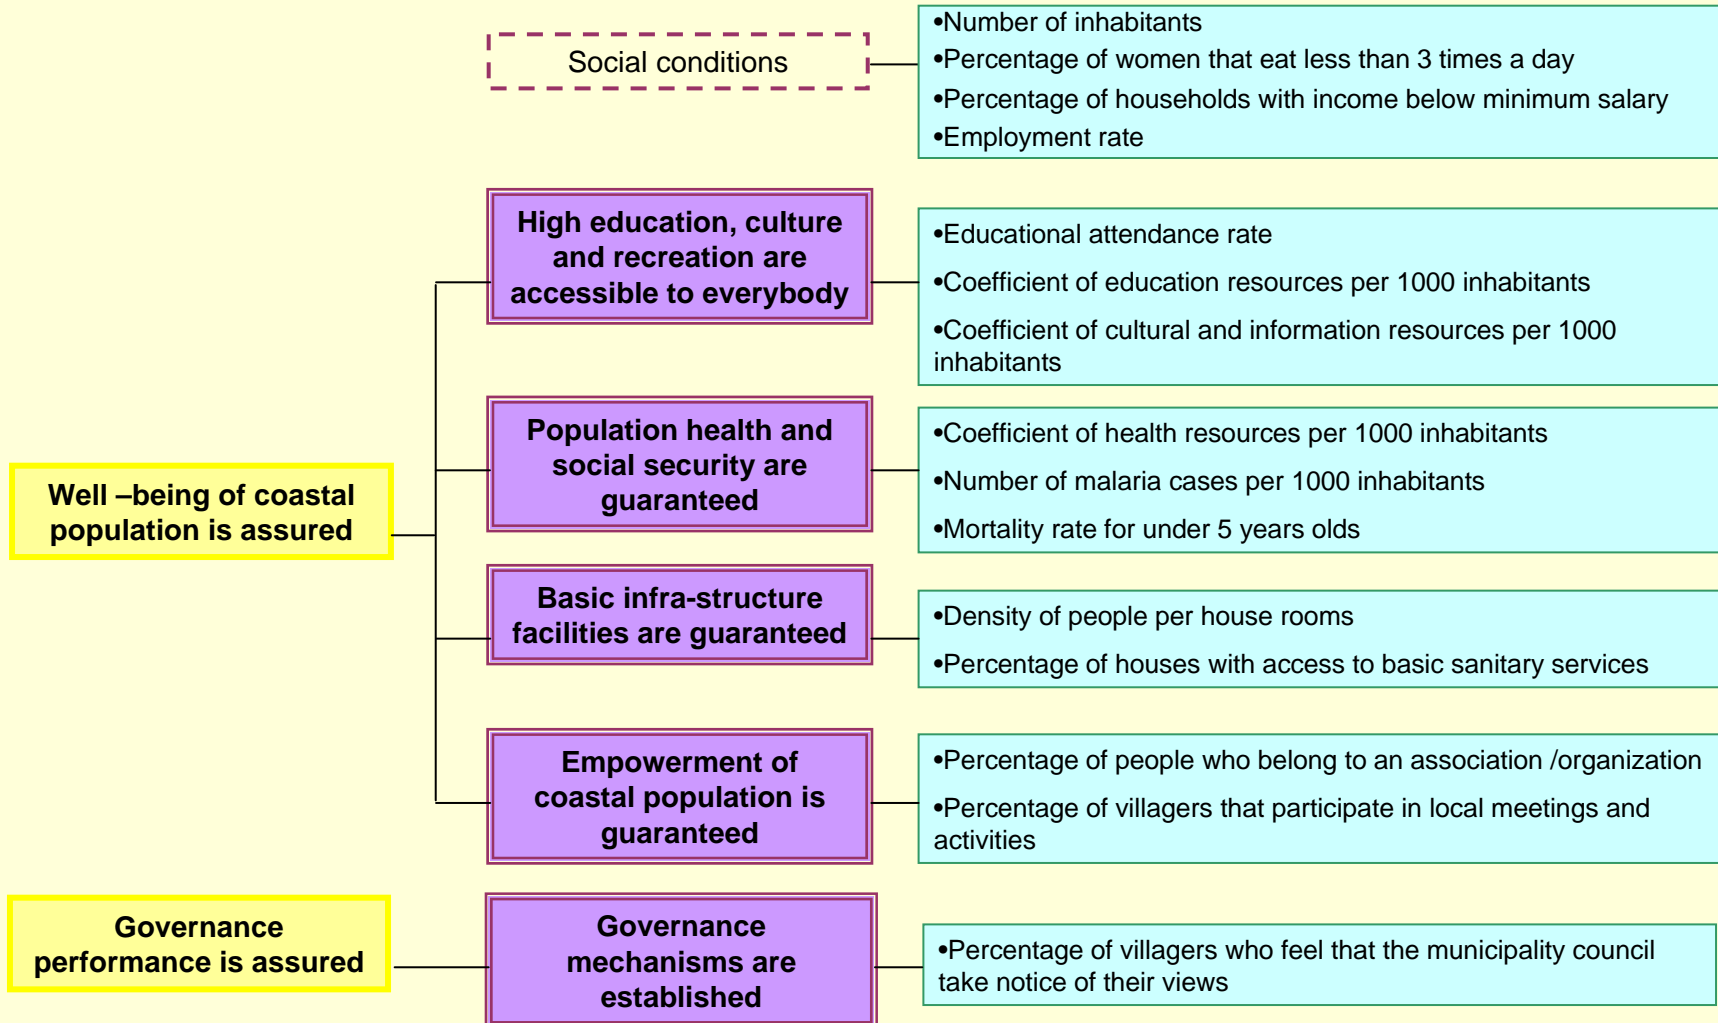 Social conditions
•Number of inhabitants
•Percentage of women that eat less than 3 times a day
•Percentage of households with income below minimum salary
•Employment rate
High education, culture
and recreation are
accessible to everybody
•Educational attendance rate
•Coefficient of education resources per 1000 inhabitants
•Coefficient of cultural and information resources per 1000
inhabitants
Well –being of coastal
population is assured
Population health and
social security are
guaranteed
•Coefficient of health resources per 1000 inhabitants
•Number of malaria cases per 1000 inhabitants
•Mortality rate for under 5 years olds
Basic infra-structure
facilities are guaranteed
•Density of people per house rooms
•Percentage of houses with access to basic sanitary services
Empowerment of
coastal population is
guaranteed
•Percentage of people who belong to an association /organization
•Percentage of villagers that participate in local meetings and
activities
Governance
performance is assured
Governance
mechanisms are
established
•Percentage of villagers who feel that the municipality council
take notice of their views